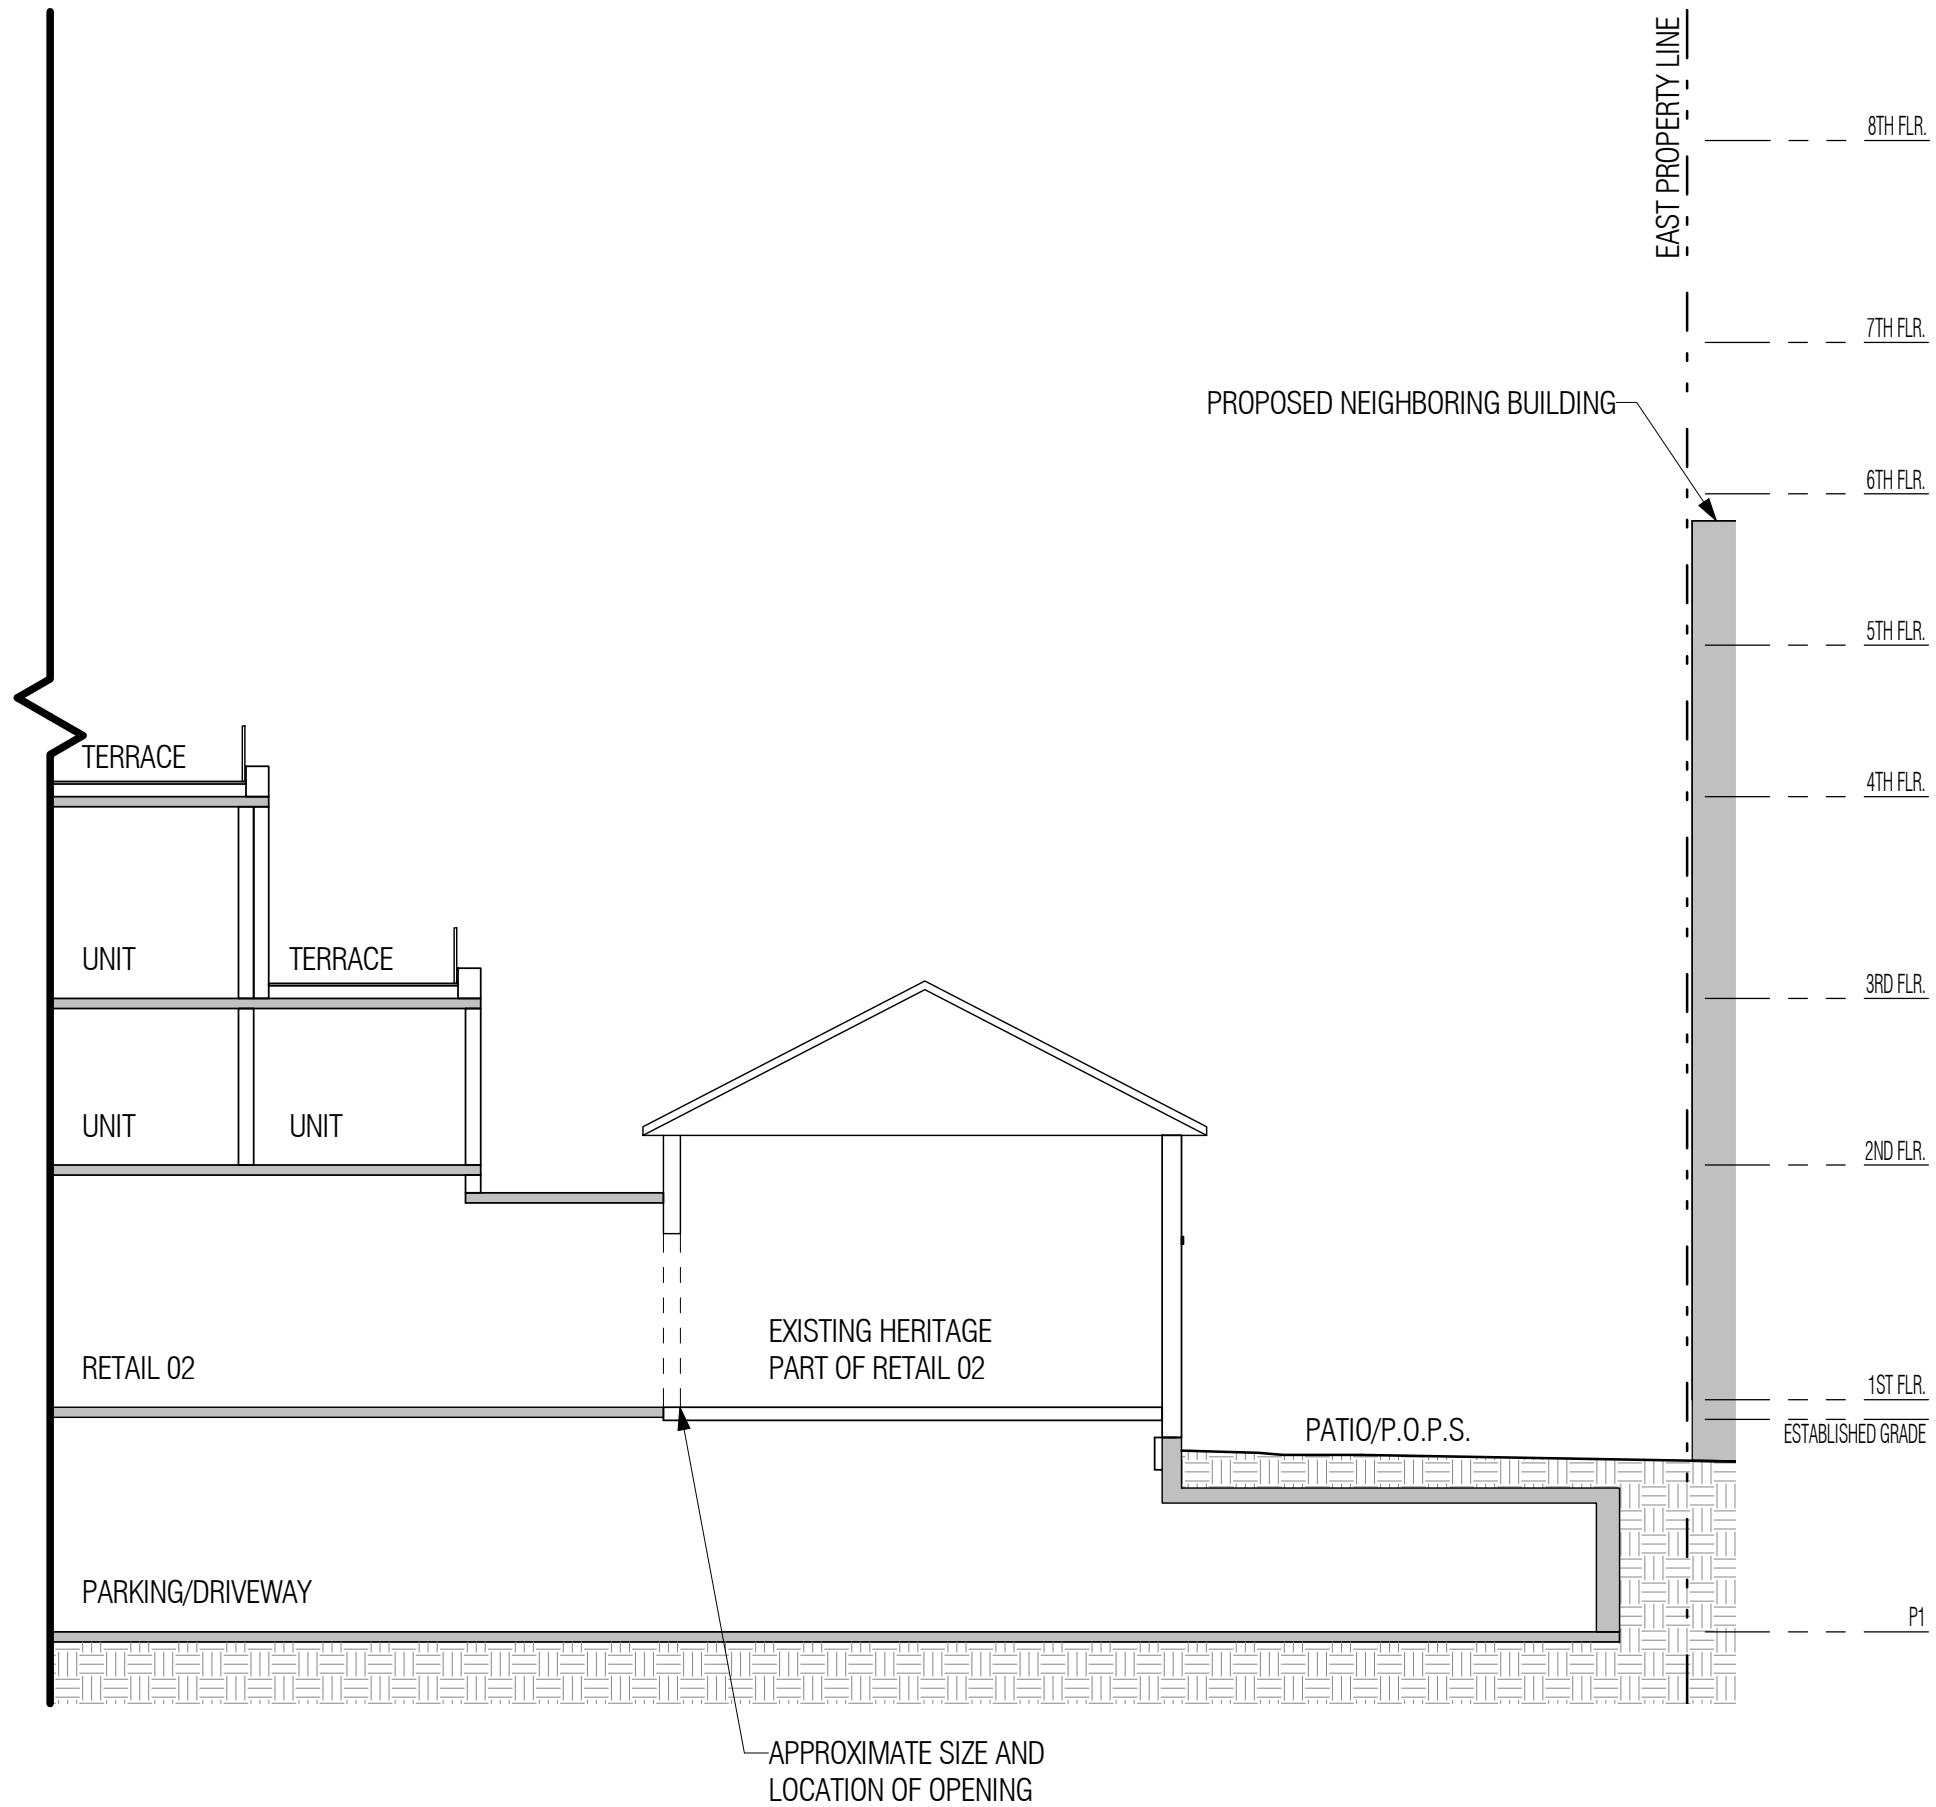 EAST PROPERTY LINE
8TH FLR.
7TH FLR.
PROPOSED NEIGHBORING BUILDING
6TH FLR.
5TH FLR.
TERRACE
4TH FLR.
UNIT
TERRACE
3RD FLR.
UNIT
UNIT
2ND FLR.
EXISTING HERITAGE
PART OF RETAIL 02
RETAIL 02
1ST FLR.
PATIO/P.O.P.S.
ESTABLISHED GRADE
PARKING/DRIVEWAY
P1
APPROXIMATE SIZE AND
LOCATION OF OPENING